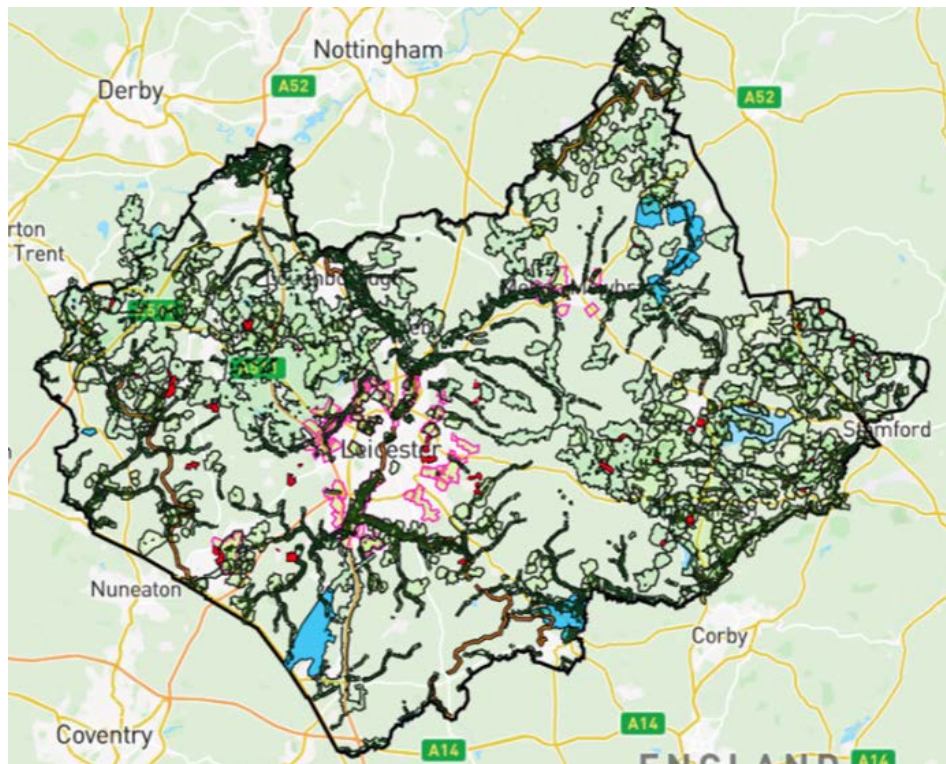 Nottingham
Derby
A52
A52
rton
Trent
Leicester
Stamford
Nuneaton
Corby
Coventry
A14
A14
ENGLAND
A14